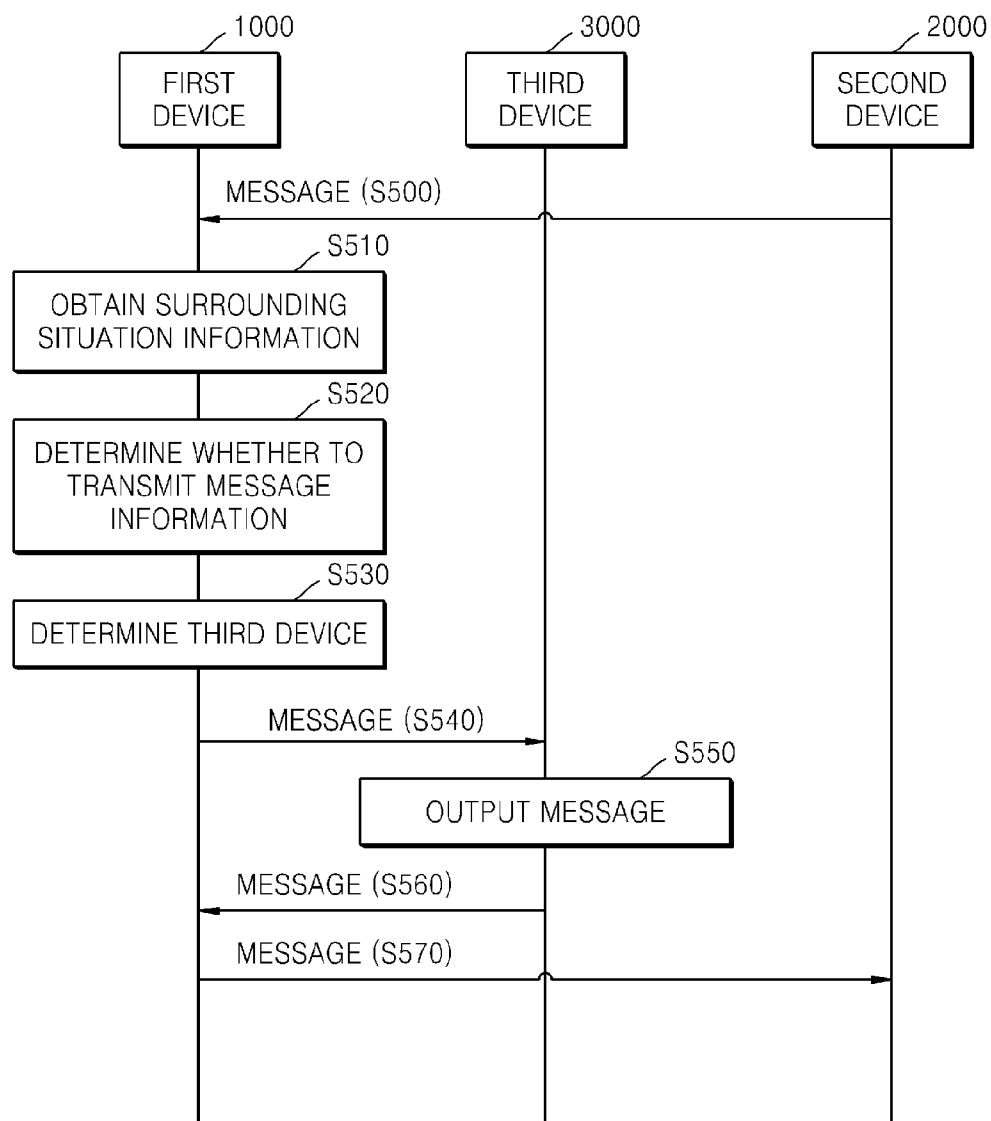 1000
3000
2000
FIRST
DEVICE
THIRD
DEVICE
SECOND
DEVICE
MESSAGE (S500)
S510
OBTAIN SURROUNDING
SITUATION INFORMATION
S520
DETERMINE WHETHER TO
TRANSMIT MESSAGE
INFORMATION
S530
DETERMINE THIRD DEVICE
MESSAGE (S540)
S550
OUTPUT MESSAGE
MESSAGE (S560)
MESSAGE (S570)